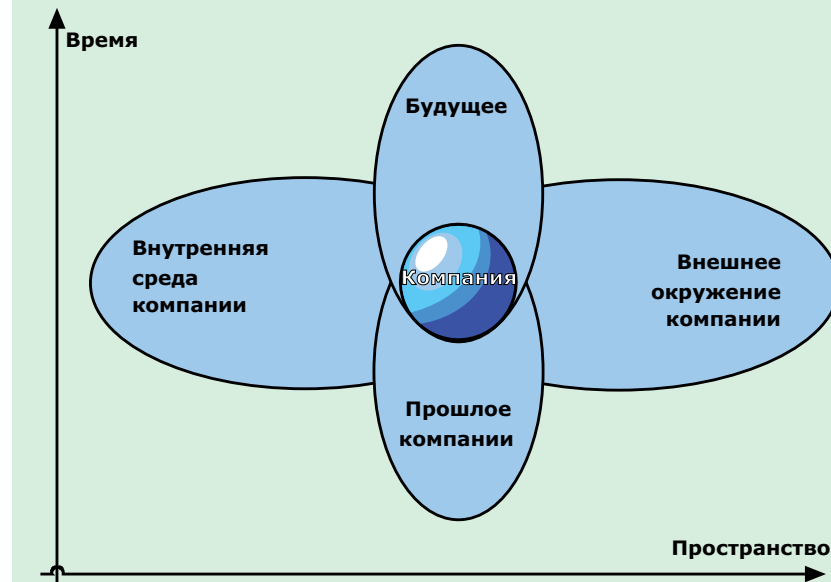 Время
Будущее
Внутренняя
среда
компании
Компания
Внешнее
окружение
компании
Прошлое
компании
Пространство